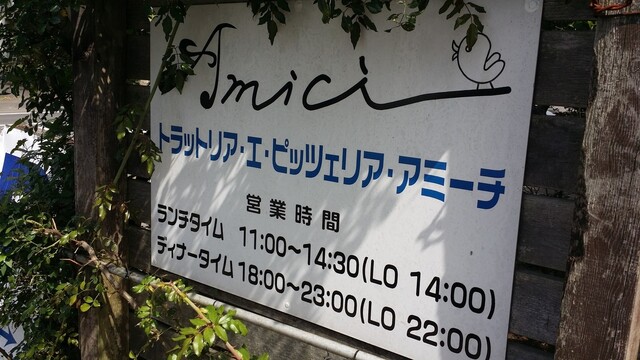 Amici
トラットリア・エ・ピッツェリア・アミーチ
営業時間
ランチタイム 11:00～14:30(LO 14:00)
ディナータイム 18:00～23:00(LO 22:00)